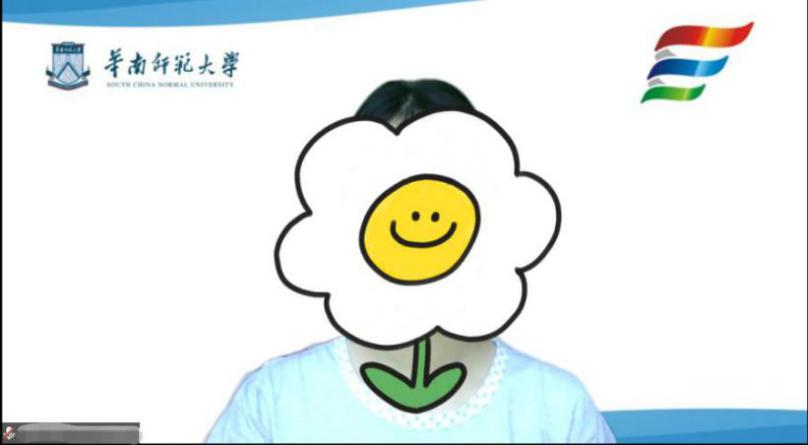 華南師範大學
SOUTH CHINA NORMAL UNIVERSITY